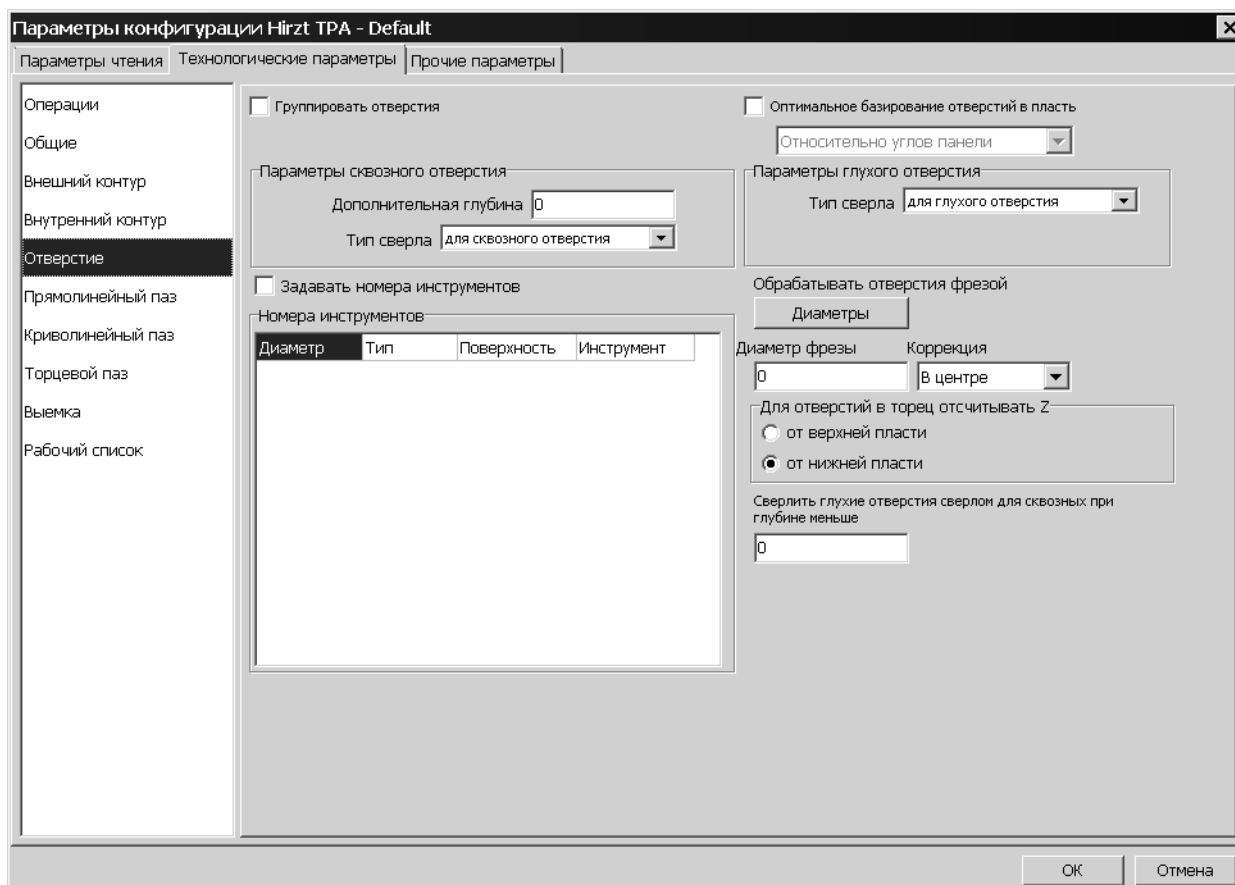 Параметры конфигурации Hirzt TPA - Default
Параметры чтения
Технологические параметры
Прочие параметры
Операции
Общие
Внешний контур
Внутренний контур
Отверстие
Прямолинейный паз
Криволинейный паз
Торцевой паз
Выемка
Рабочий список
Группировать отверстия
Оптимальное базирование отверстий в пласть
Относительно углов панели
Параметры сквозного отверстия
Дополнительная глубина 0
Тип сверла для сквозного отверстия
Параметры глухого отверстия
Тип сверла для глухого отверстия
Задавать номера инструментов
Номера инструментов
Диаметр Тип Поверхность Инструмент
Обрабатывать отверстия фрезой
Диаметры
Диаметр фрезы Коррекция
0 В центре
Для отверстий в торец отсчитывать Z
от верхней пласти
от нижней пласти
Сверлить глухие отверстия сверлом для сквозных при
глубине меньше
0
ОК
Отмена